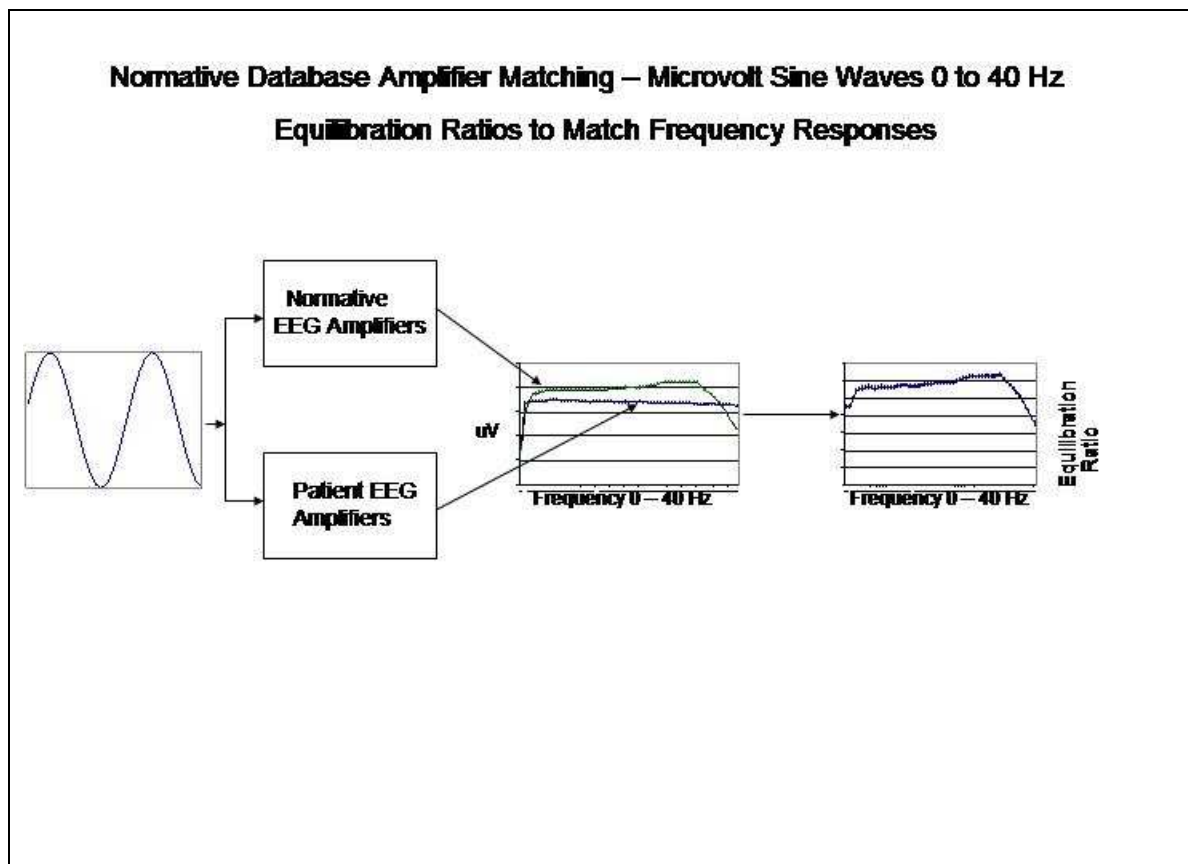 Normative Database Amplifier Matching – Microvolt Sine Waves 0 to 40 Hz
Equilibration Ratios to Match Frequency Responses
Normative
EEG Amplifiers
Patient EEG
Amplifiers
uV
Frequency 0 – 40 Hz
Frequency 0 – 40 Hz
Equilibration
Ratio